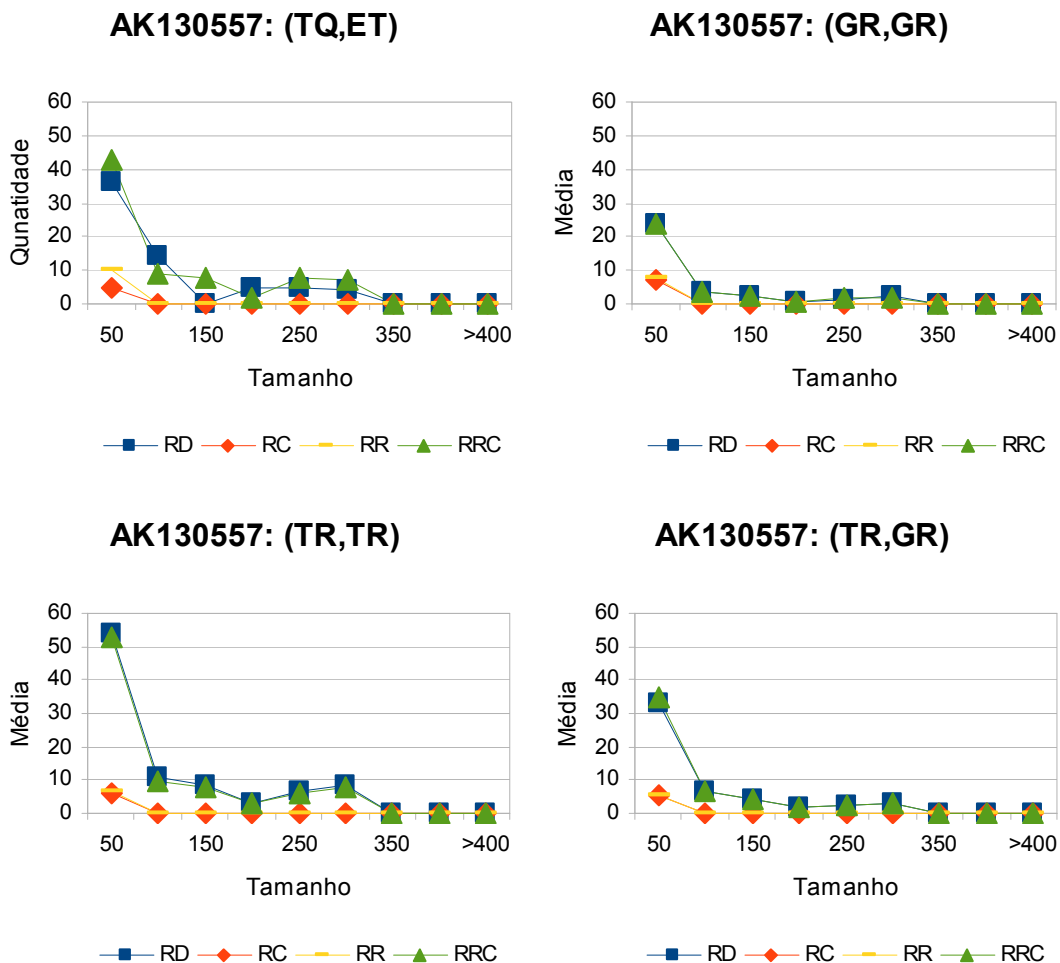 AK130557: (TQ,ET)
60
50
40
30
20
10
0
Qunatidade
50
150
250
350
>400
Tamanho
RD
RC
RR
RRC
AK130557: (GR,GR)
60
50
40
30
20
10
0
Média
50
150
250
350
>400
Tamanho
RD
RC
RR
RRC
AK130557: (TR,TR)
60
50
40
30
20
10
0
Média
50
150
250
350
>400
Tamanho
RD
RC
RR
RRC
AK130557: (TR,GR)
60
50
40
30
20
10
0
Média
50
150
250
350
>400
Tamanho
RD
RC
RR
RRC